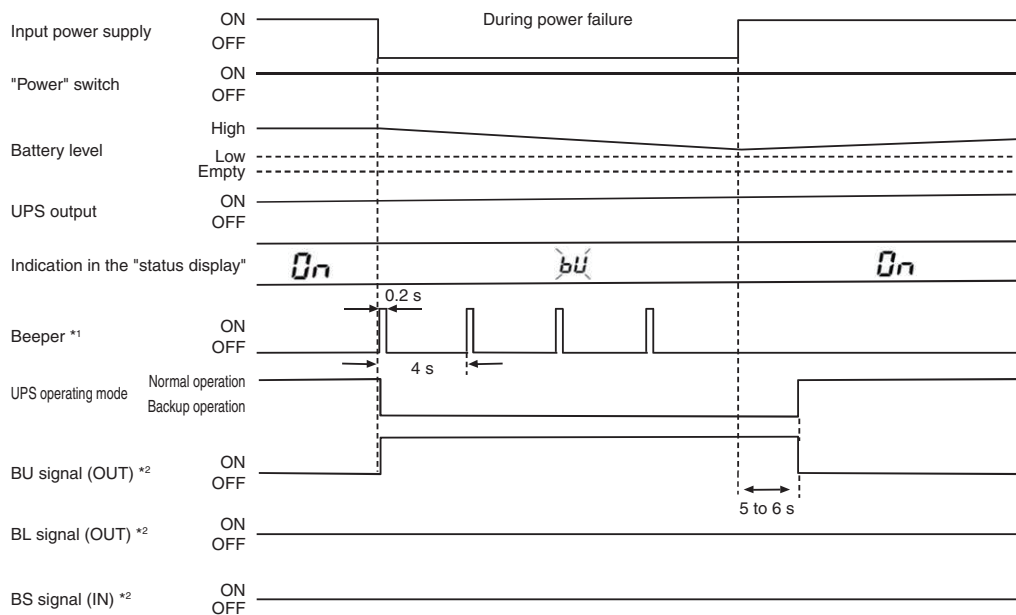 During power failure
Input power supply
ON
OFF
"Power" switch
ON
OFF
Battery level
High
Low
Empty
UPS output
ON
OFF
Indication in the "status display"
On
bU
On
0.2 s
Beeper *1
ON
OFF
4 s
UPS operating mode
Normal operation
Backup operation
BU signal (OUT) *2
ON
OFF
5 to 6 s
BL signal (OUT) *2
ON
OFF
BS signal (IN) *2
ON
OFF